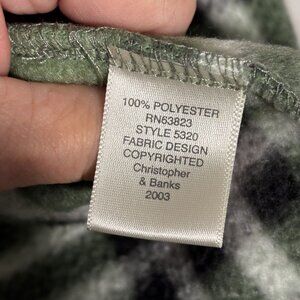 100% POLYESTER
RN63823
STYLE 5320
FABRIC DESIGN
COPYRIGHTED
Christopher
& Banks
2003